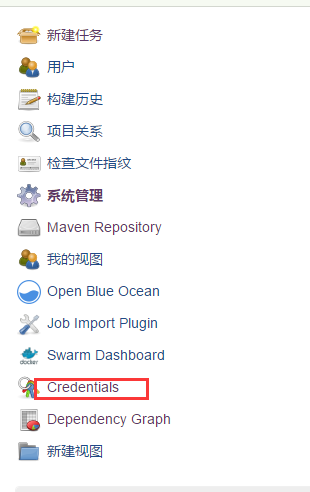 新建任务
用户
构建历史
项目关系
检查文件指纹
系统管理
Maven Repository
我的视图
Open Blue Ocean
Job Import Plugin
docker
Swarm Dashboard
Credentials
Dependency Graph
新建视图